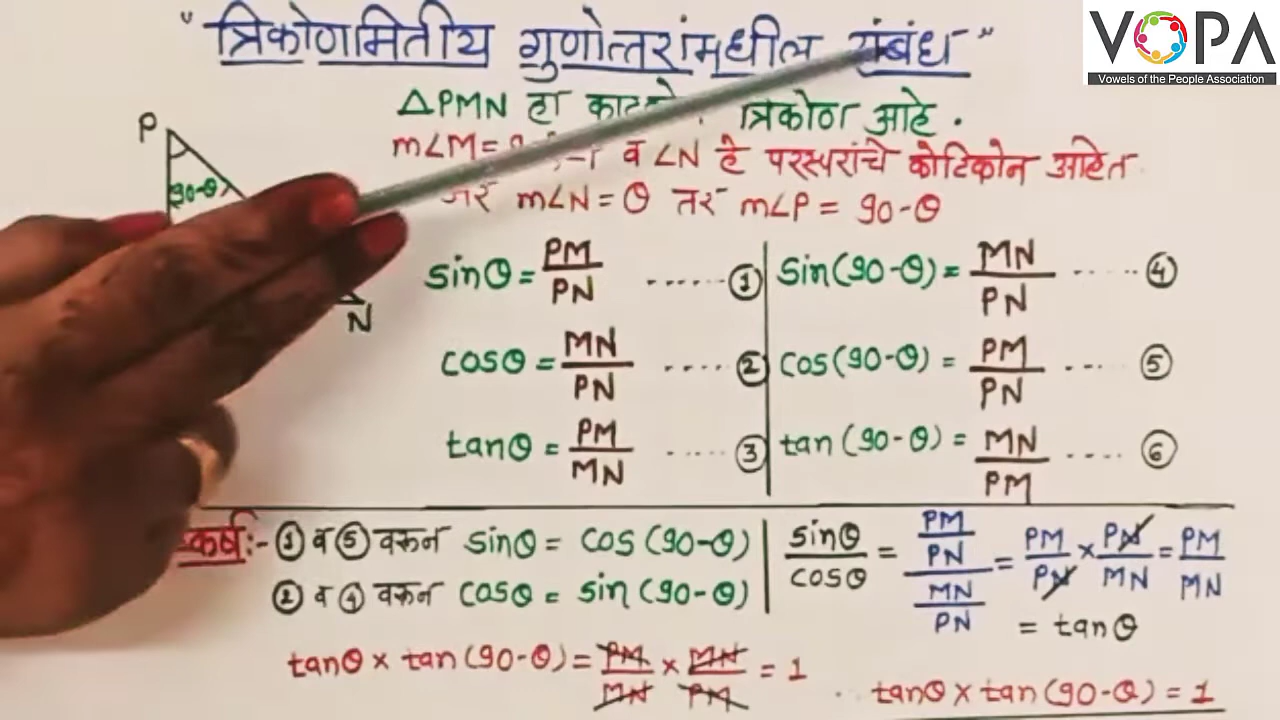 " त्रिकोणमितीय गुणोत्तरांमधील संबंध "
VOPA
Vowels of the People Association
△PMN हा त्रिकोण आहे .
P
m∠M= व ∠N हे परस्परांचे कोटिकोन आहेत
90-θ
जर m∠N = θ तर m∠P = 90-θ
N
sinθ = PM/PN ...... ①
sin(90-θ) = MN/PN ...... ④
cosθ = MN/PN ..... ②
cos(90-θ) = PM/PN .... ⑤
tanθ = PM/MN ..... ③
tan (90-θ) = MN/PM .... ⑥
① व ⑤ वरून sinθ = cos (90-θ)
② व ④ वरून cosθ = sin (90-θ)
sinθ/cosθ = (PM/PN)/(MN/PN) = PM/PN × PN/MN = PM/MN
= tanθ
tanθ × tan (90-θ) = PM/MN × MN/PM = 1
tanθ × tan (90-θ) = 1